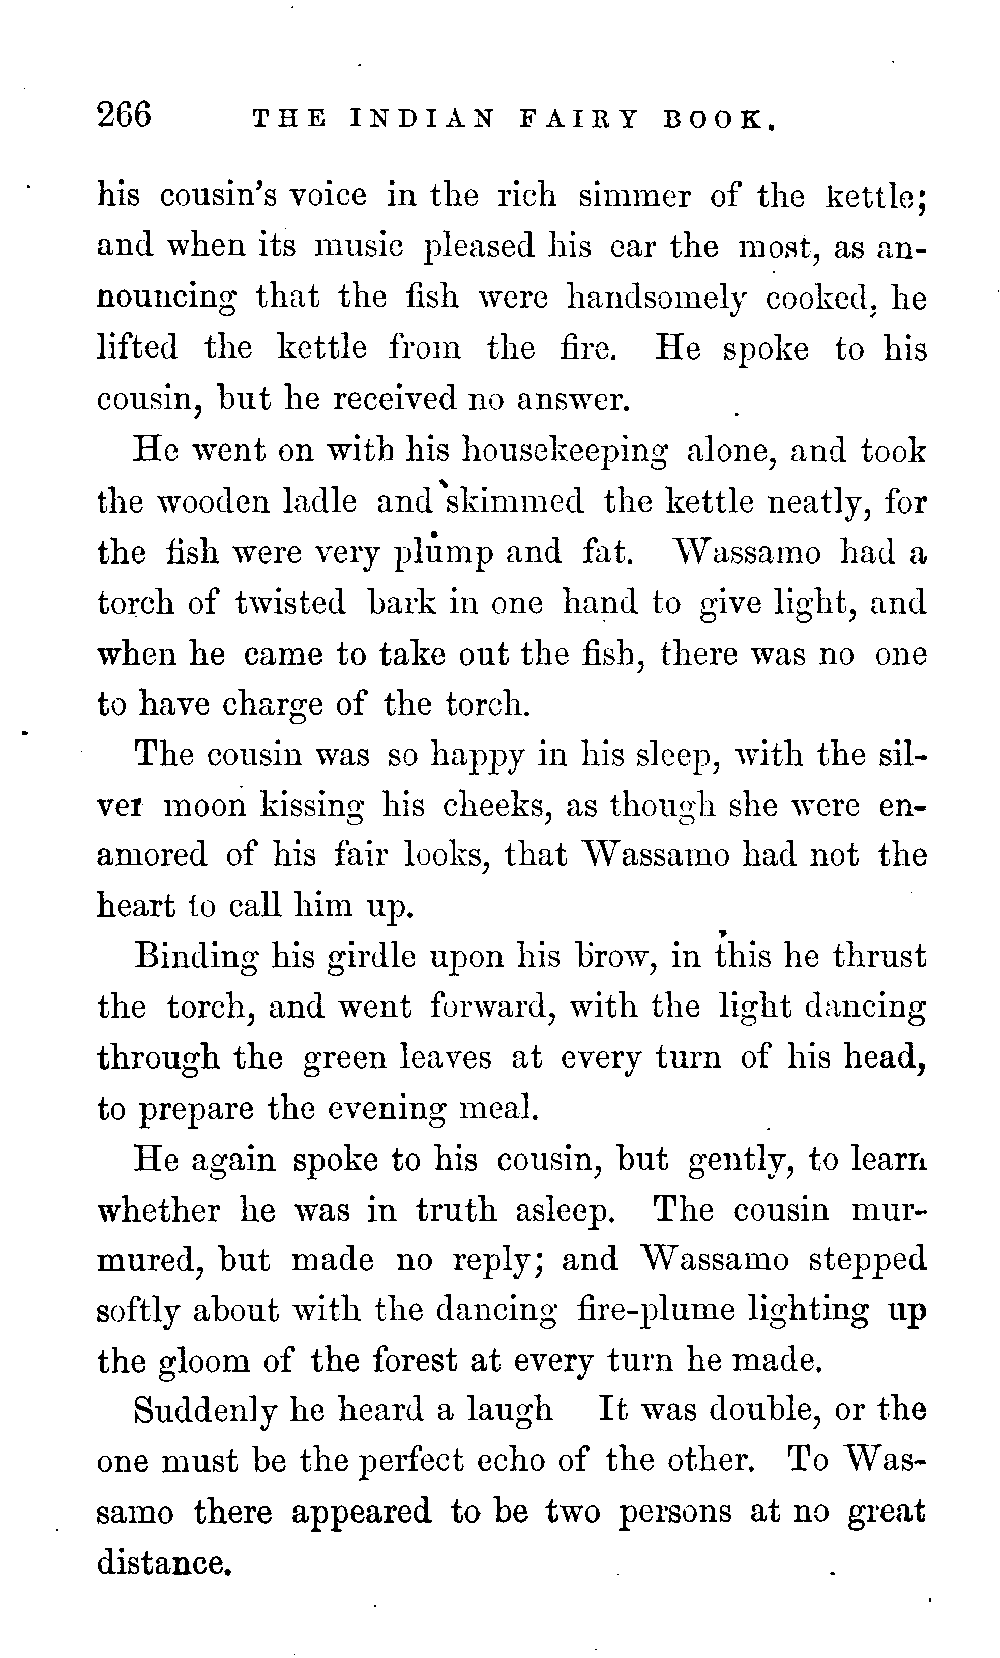 266 THE INDIAN FAIRY BOOK.
his cousin's voice in the rich simmer of the kettle;
and when its music pleased his ear the most, as an-
nouncing that the fish were handsomely cooked, he
lifted the kettle from the fire. He spoke to his
cousin, but he received no answer.
He went on with his housekeeping alone, and took
the wooden ladle and skimmed the kettle neatly, for
the fish were very plump and fat. Wassamo had a
torch of twisted bark in one hand to give light, and
when he came to take out the fish, there was no one
to have charge of the torch.
The cousin was so happy in his sleep, with the sil-
ver moon kissing his cheeks, as though she were en-
amored of his fair looks, that Wassamo had not the
heart to call him up.
Binding his girdle upon his brow, in this he thrust
the torch, and went forward, with the light dancing
through the green leaves at every turn of his head,
to prepare the evening meal.
He again spoke to his cousin, but gently, to learn
whether he was in truth asleep. The cousin mur-
mured, but made no reply; and Wassamo stepped
softly about with the dancing fire-plume lighting up
the gloom of the forest at every turn he made.
Suddenly he heard a laugh It was double, or the
one must be the perfect echo of the other. To Was-
samo there appeared to be two persons at no great
distance.